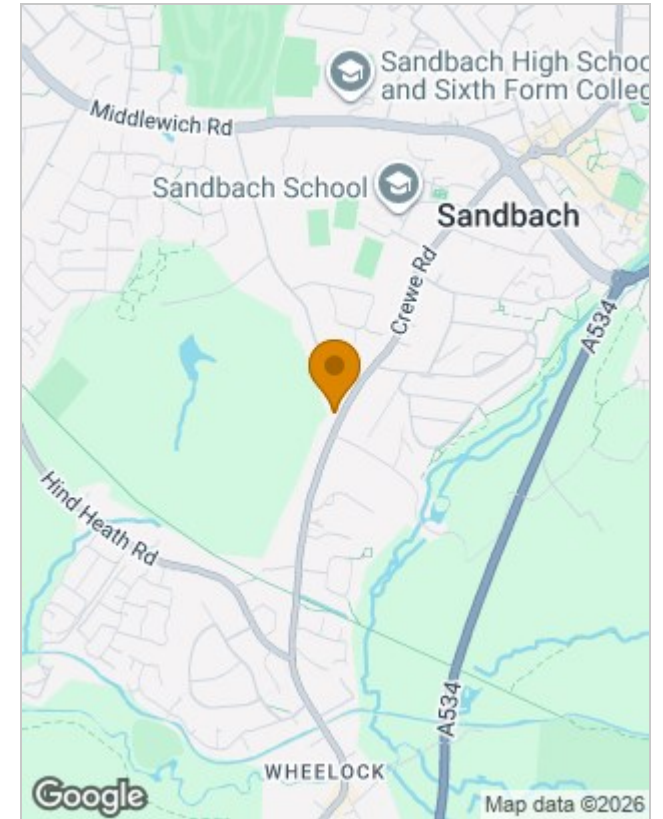 Sandbach High Schoo
and Sixth Form Colleg
Middlewich Rd
Sandbach School
Sandbach
Crewe Rd
A534
Hind Heath Rd
A534
WHEELOCK
Google
Map data ©2026